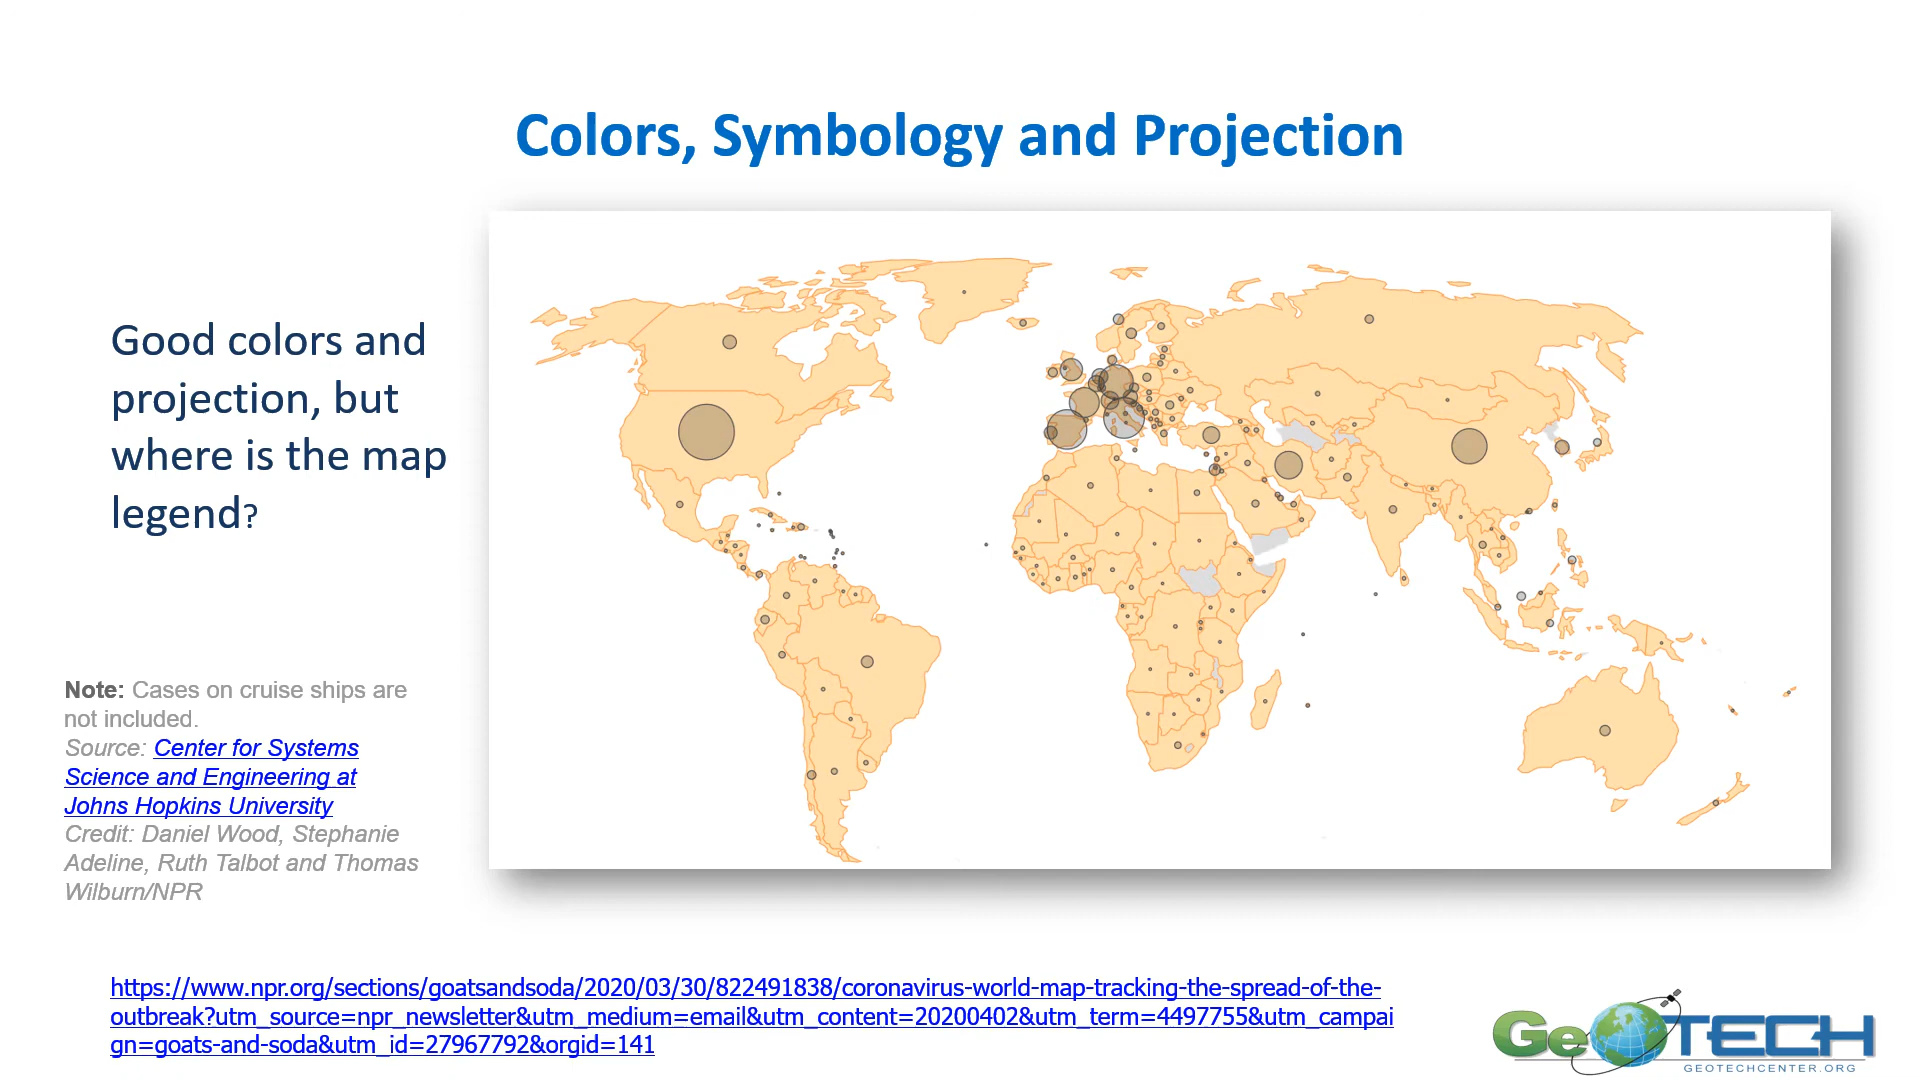 Colors, Symbology and Projection
Good colors and
projection, but
where is the map
legend?
Note: Cases on cruise ships are
not included.
Source: Center for Systems
Science and Engineering at
Johns Hopkins University
Credit: Daniel Wood, Stephanie
Adeline, Ruth Talbot and Thomas
Wilburn/NPR
https://www.npr.org/sections/goatsandsoda/2020/03/30/822491838/coronavirus-world-map-tracking-the-spread-of-the-
outbreak?utm_source=npr_newsletter&utm_medium=email&utm_content=20200402&utm_term=4497755&utm_campai
gn=goats-and-soda&utm_id=27967792&orgid=141
GeoTECH
GEOTECHCENTER.ORG